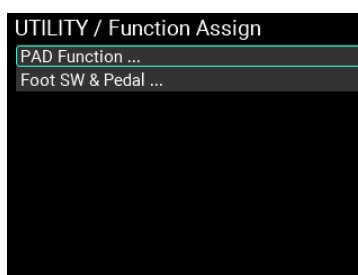 UTILITY / Function Assign
PAD Function ...
Foot SW & Pedal ...